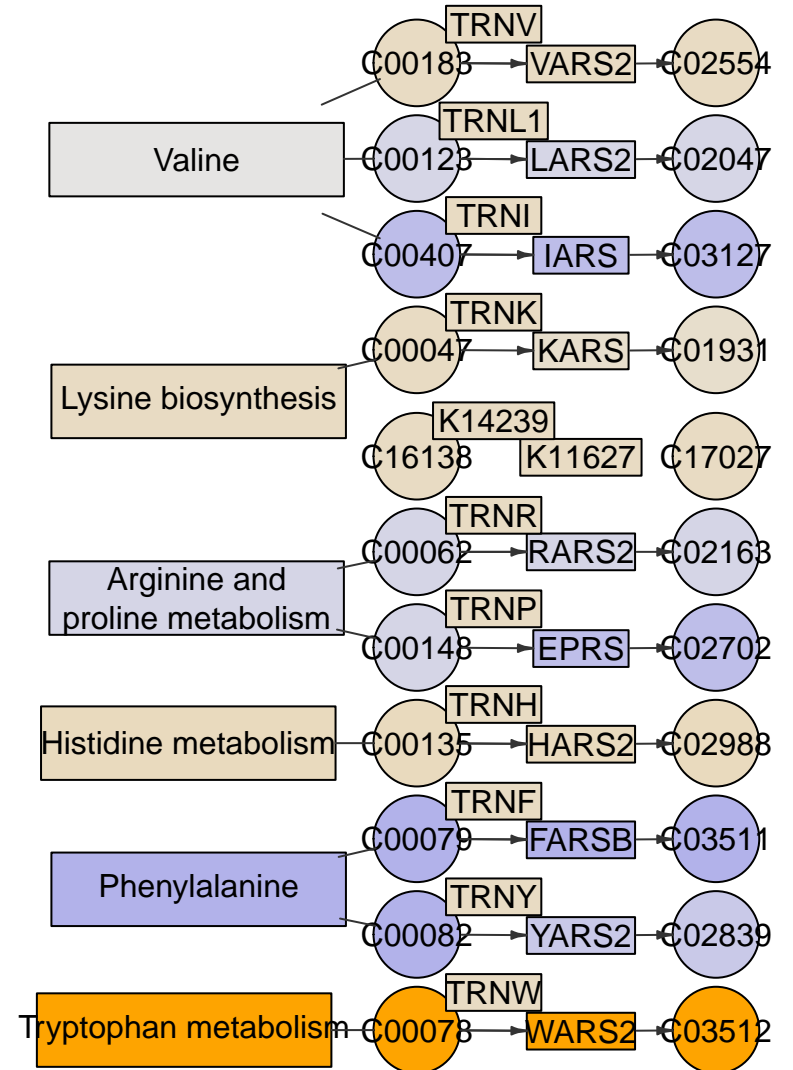 TRNV
C00183
VARS2
C02554
TRNL1
Valine
C00123
LARS2
C02047
TRNI
C00407
IARS
C03127
TRNK
C00047
KARS
C01931
Lysine biosynthesis
K14239
C16138
K11627
C17027
TRNR
C00062
RARS2
C02163
Arginine and
proline metabolism
TRNP
C00148
EPRS
C02702
TRNH
Histidine metabolism
C00135
HARS2
C02988
TRNF
C00079
FARSB
C03511
Phenylalanine
TRNY
C00082
YARS2
C02839
TRNW
Tryptophan metabolism
C00078
WARS2
C03512